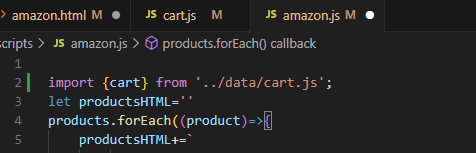 amazon.html M
JS cart.js M
JS amazon.js M
scripts > JS amazon.js > products.forEach() callback
1
2 import {cart} from '../data/cart.js';
3 let productsHTML=''
4 products.forEach((product)=>{
5 productsHTML+=`